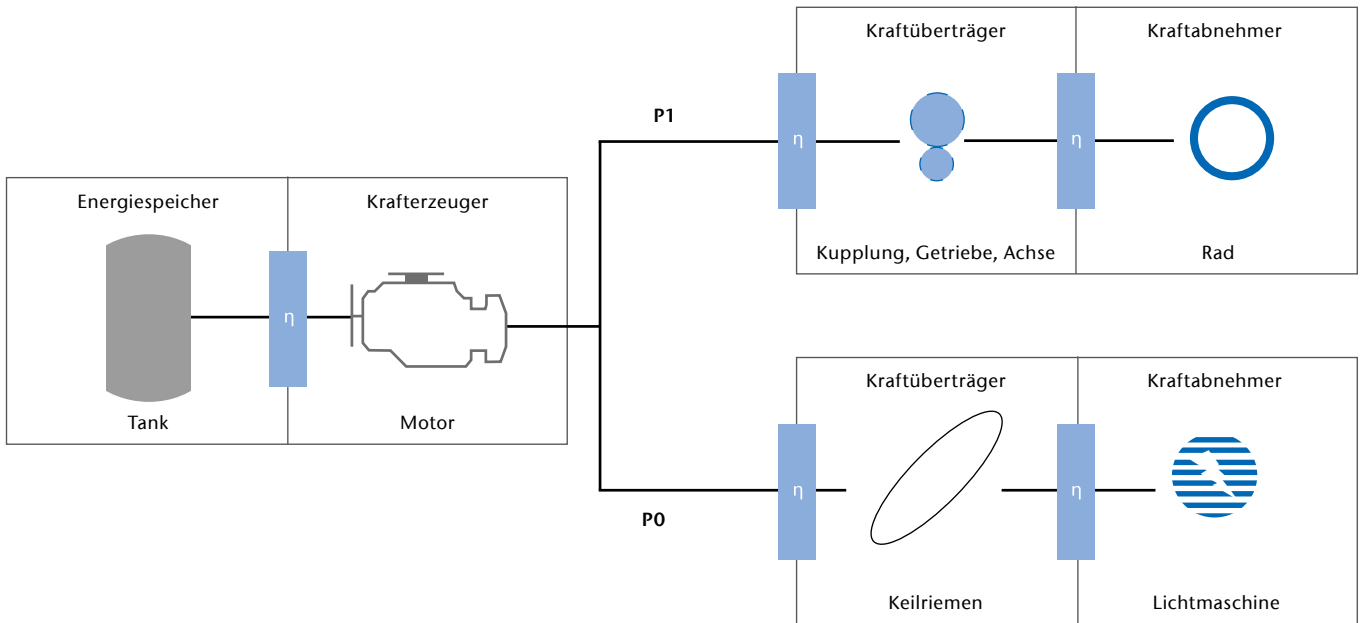 Kraftüberträger
Kraftabnehmer
P1
η
η
Kupplung, Getriebe, Achse
Rad
Energiespeicher
Krafterzeuger
η
Tank
Motor
Kraftüberträger
Kraftabnehmer
η
η
P0
Keilriemen
Lichtmaschine